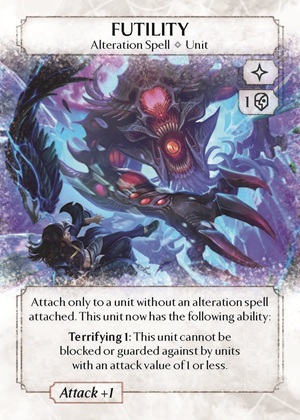 FUTILITY
Alteration Spell ⟡ Unit
1
Attach only to a unit without an alteration spell
attached. This unit now has the following ability:
Terrifying 1: This unit cannot be
blocked or guarded against by units
with an attack value of 1 or less.
Attack +1